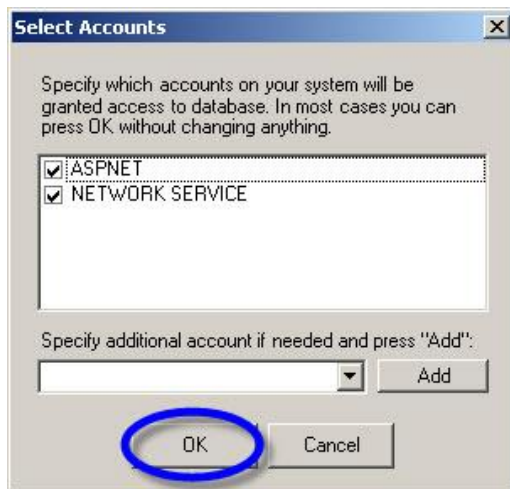 Select Accounts
Specify which accounts on your system will be
granted access to database. In most cases you can
press OK without changing anything.
ASPNET
NETWORK SERVICE
Specify additional account if needed and press "Add":
Add
OK
Cancel